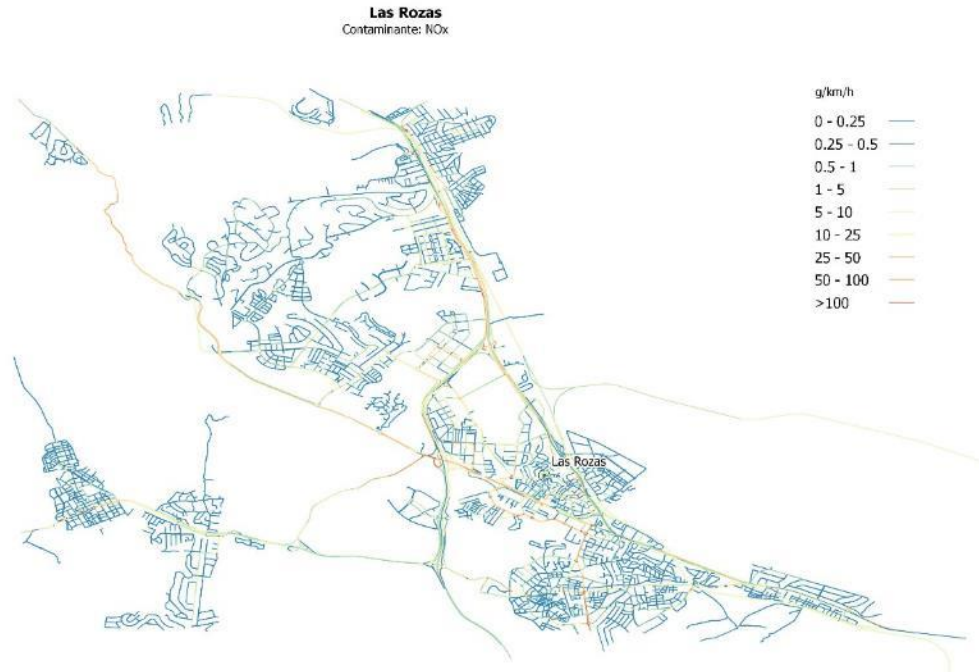 Las Rozas
Contaminante: NOx
g/km/h
0 - 0.25
0.25 - 0.5
0.5 - 1
1 - 5
5 - 10
10 - 25
25 - 50
50 - 100
>100
Las Rozas